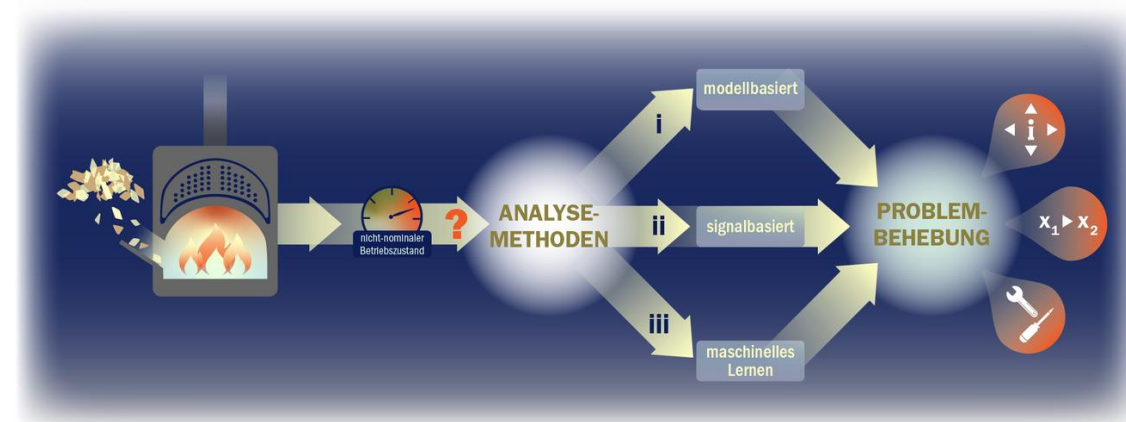 nicht-nominaler
Betriebszustand
?
ANALYSE-
METHODEN
i
modellbasiert
ii
signalbasiert
iii
maschinelles
Lernen
PROBLEM-
BEHEBUNG
i
x₁ ▸ x₂